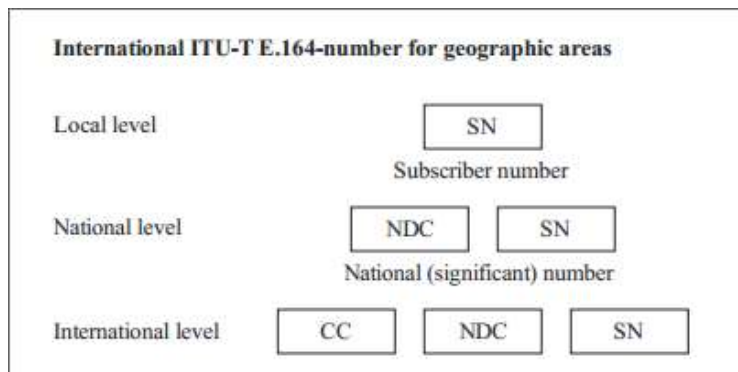 International ITU-T E.164-number for geographic areas
Local level SN
Subscriber number
National level NDC SN
National (significant) number
International level CC NDC SN